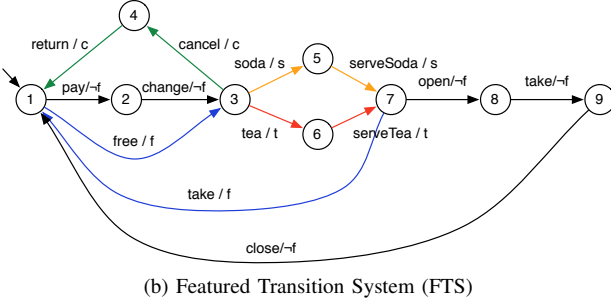 4
return / c
cancel / c
soda / s
5
serveSoda / s
1
pay/¬f
2
change/¬f
3
7
open/¬f
8
take/¬f
9
free / f
tea / t
6
serveTea / t
take / f
close/¬f
(b) Featured Transition System (FTS)